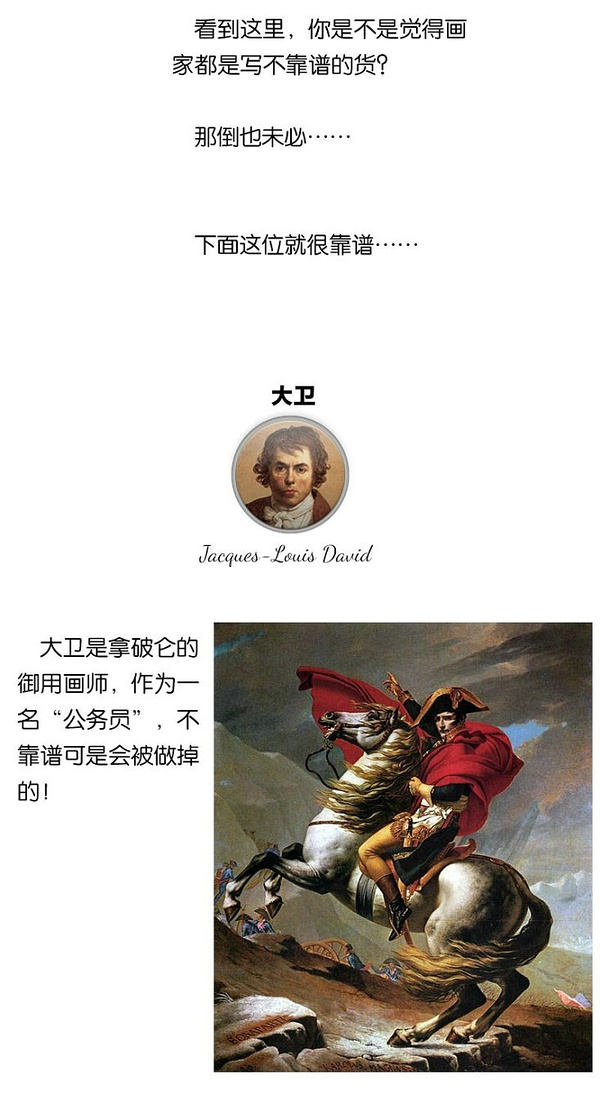 看到这里，你是不是觉得画
家都是写不靠谱的货？
那倒也未必……
下面这位就很靠谱……
大卫
Jacques-Louis David
大卫是拿破仑的
御用画师，作为一
名“公务员”，不
靠谱可是会被做掉
的！
BONAPARTE